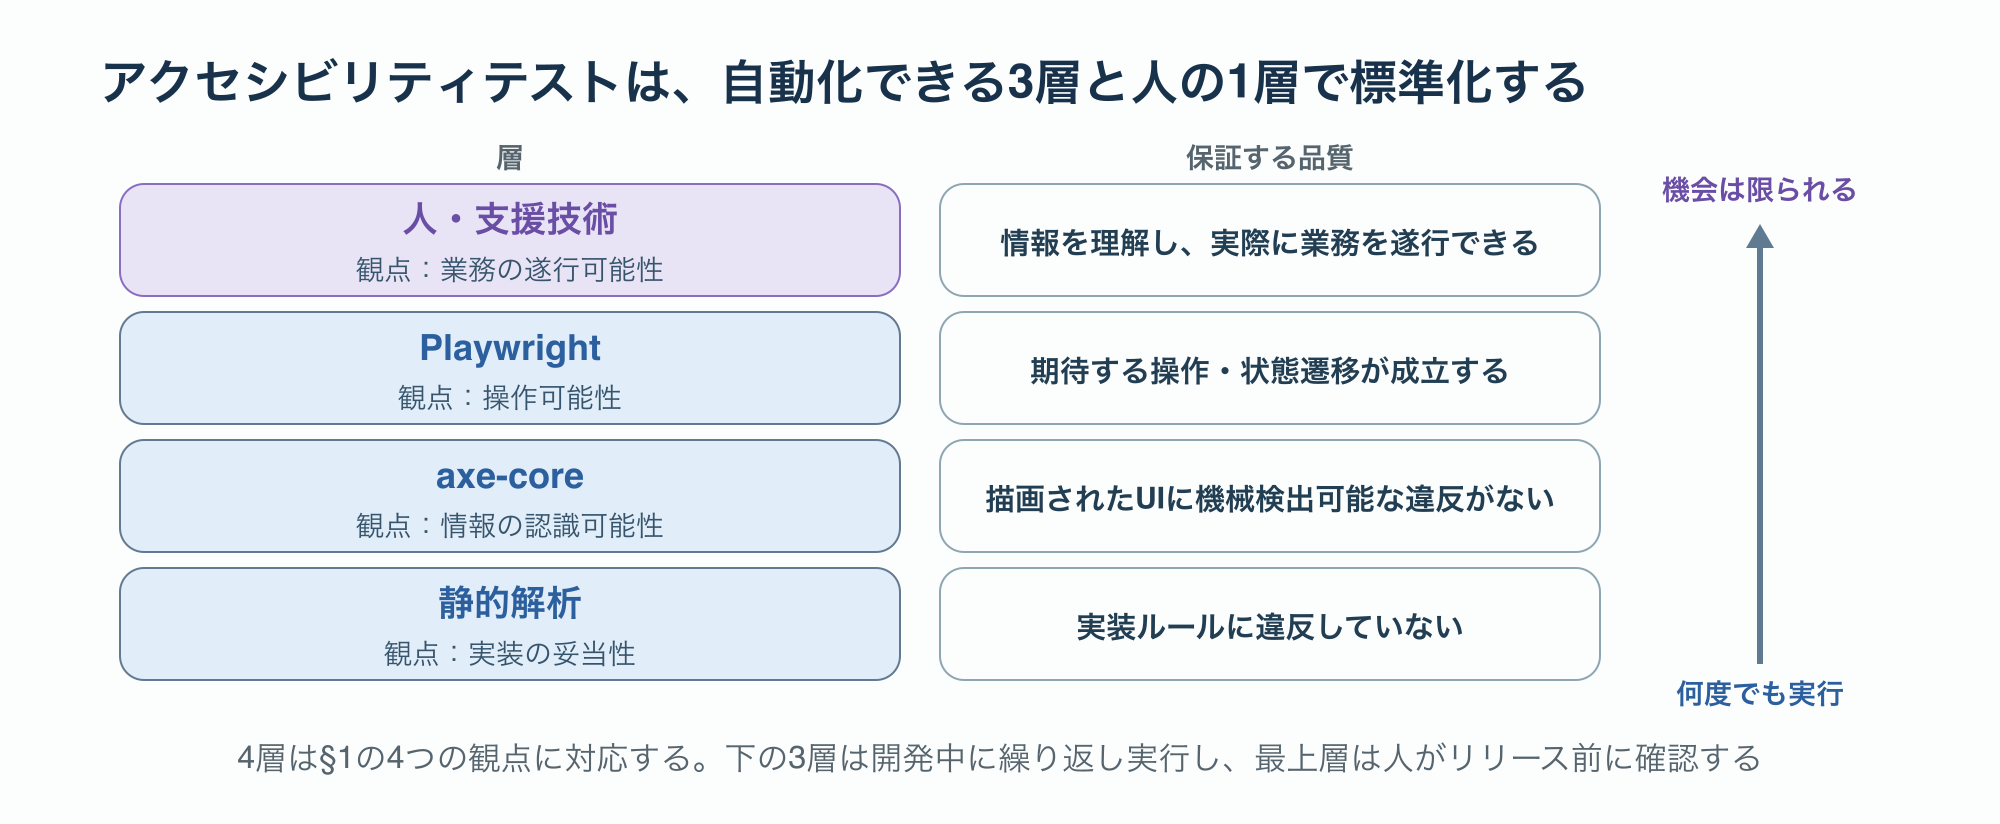 アクセシビリティテストは、自動化できる3層と人の1層で標準化する
層
保証する品質
機会は限られる
人・支援技術
観点：業務の遂行可能性
情報を理解し、実際に業務を遂行できる
Playwright
観点：操作可能性
期待する操作・状態遷移が成立する
axe-core
観点：情報の認識可能性
描画されたUIに機械検出可能な違反がない
静的解析
観点：実装の妥当性
実装ルールに違反していない
何度でも実行
4層は§1の4つの観点に対応する。下の3層は開発中に繰り返し実行し、最上層は人がリリース前に確認する